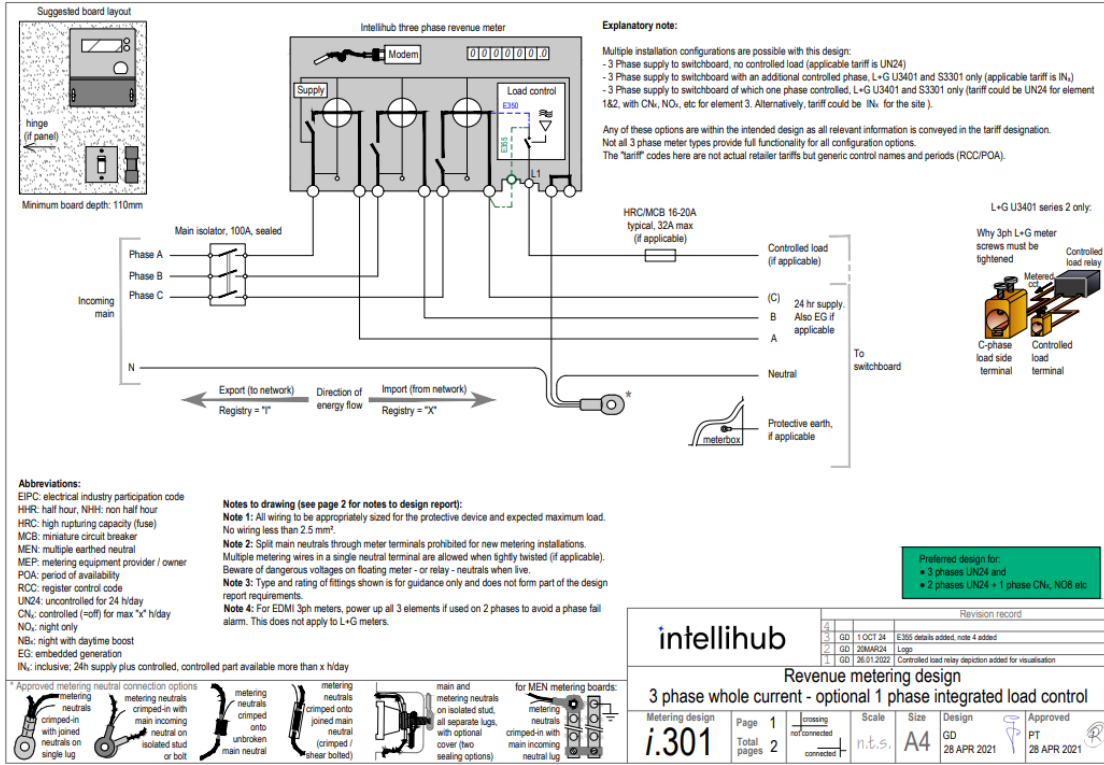 Suggested board layout
hinge
(if panel)
Minimum board depth: 110mm
Intellihub three phase revenue meter
Modem
0 0 0 0 0 0 .0
Supply
Load control
E350
E355
L1
Explanatory note:
Multiple installation configurations are possible with this design:
- 3 Phase supply to switchboard, no controlled load (applicable tariff is UN24)
- 3 Phase supply to switchboard with an additional controlled phase, L+G U3401 and S3301 only (applicable tariff is INₓ)
- 3 Phase supply to switchboard of which one phase controlled, L+G U3401 and S3301 only (tariff could be UN24 for element
1&2, with CNₓ, NOₓ, etc for element 3. Alternatively, tariff could be INₓ for the site ).
Any of these options are within the intended design as all relevant information is conveyed in the tariff designation.
Not all 3 phase meter types provide full functionality for all configuration options.
The "tariff" codes here are not actual retailer tariffs but generic control names and periods (RCC/POA).
Main isolator, 100A, sealed
Phase A
Phase B
Phase C
Incoming
main
N
HRC/MCB 16-20A
typical, 32A max
(if applicable)
Controlled load
(if applicable)
(C)
B
A
24 hr supply.
Also EG if
applicable
To
switchboard
Neutral
*
meterbox
Protective earth,
if applicable
L+G U3401 series 2 only:
Why 3ph L+G meter
screws must be
tightened
Controlled
load relay
Metered
cct
C-phase
load side
terminal
Controlled
load
terminal
Export (to network)
Registry = "I"
Direction of
energy flow
Import (from network)
Registry = "X"
Abbreviations:
EIPC: electrical industry participation code
HHR: half hour, NHH: non half hour
HRC: high rupturing capacity (fuse)
MCB: miniature circuit breaker
MEN: multiple earthed neutral
MEP: metering equipment provider / owner
POA: period of availability
RCC: register control code
UN24: uncontrolled for 24 h/day
CNₓ: controlled (=off) for max "x" h/day
NOₓ: night only
NBₓ: night with daytime boost
EG: embedded generation
INₓ: inclusive; 24h supply plus controlled, controlled part available more than x h/day
Notes to drawing (see page 2 for notes to design report):
Note 1: All wiring to be appropriately sized for the protective device and expected maximum load.
No wiring less than 2.5 mm².
Note 2: Split main neutrals through meter terminals prohibited for new metering installations.
Multiple metering wires in a single neutral terminal are allowed when tightly twisted (if applicable).
Beware of dangerous voltages on floating meter - or relay - neutrals when live.
Note 3: Type and rating of fittings shown is for guidance only and does not form part of the design
report requirements.
Note 4: For EDMI 3ph meters, power up all 3 elements if used on 2 phases to avoid a phase fail
alarm. This does not apply to L+G meters.
Preferred design for:
• 3 phases UN24 and
• 2 phases UN24 + 1 phase CNₓ, NO8 etc
* Approved metering neutral connection options
metering
neutrals
crimped-in
with joined
neutrals on
single lug
metering neutrals
crimped-in with
main incoming
neutral on
isolated stud
or bolt
metering
neutrals
crimped
onto
unbroken
main neutral
metering
neutrals
crimped onto
joined main
neutral
(crimped /
shear bolted)
main and
metering neutrals
on isolated stud,
all separate lugs,
with optional
cover (two
sealing options)
for MEN metering boards:
metering
neutrals
crimped-in with
main incoming
neutral lug
intellihub
Revision record
4
3 GD 1 OCT 24 E355 details added, note 4 added
2 GD 20MAR24 Logo
1 GD 26.01.2022 Controlled load relay depiction added for visualisation
Revenue metering design
3 phase whole current - optional 1 phase integrated load control
Metering design
i.301
Page 1
Total
pages 2
crossing
not connected
connected
Scale
n.t.s.
Size
A4
Design
GD
28 APR 2021
Approved
PT
28 APR 2021